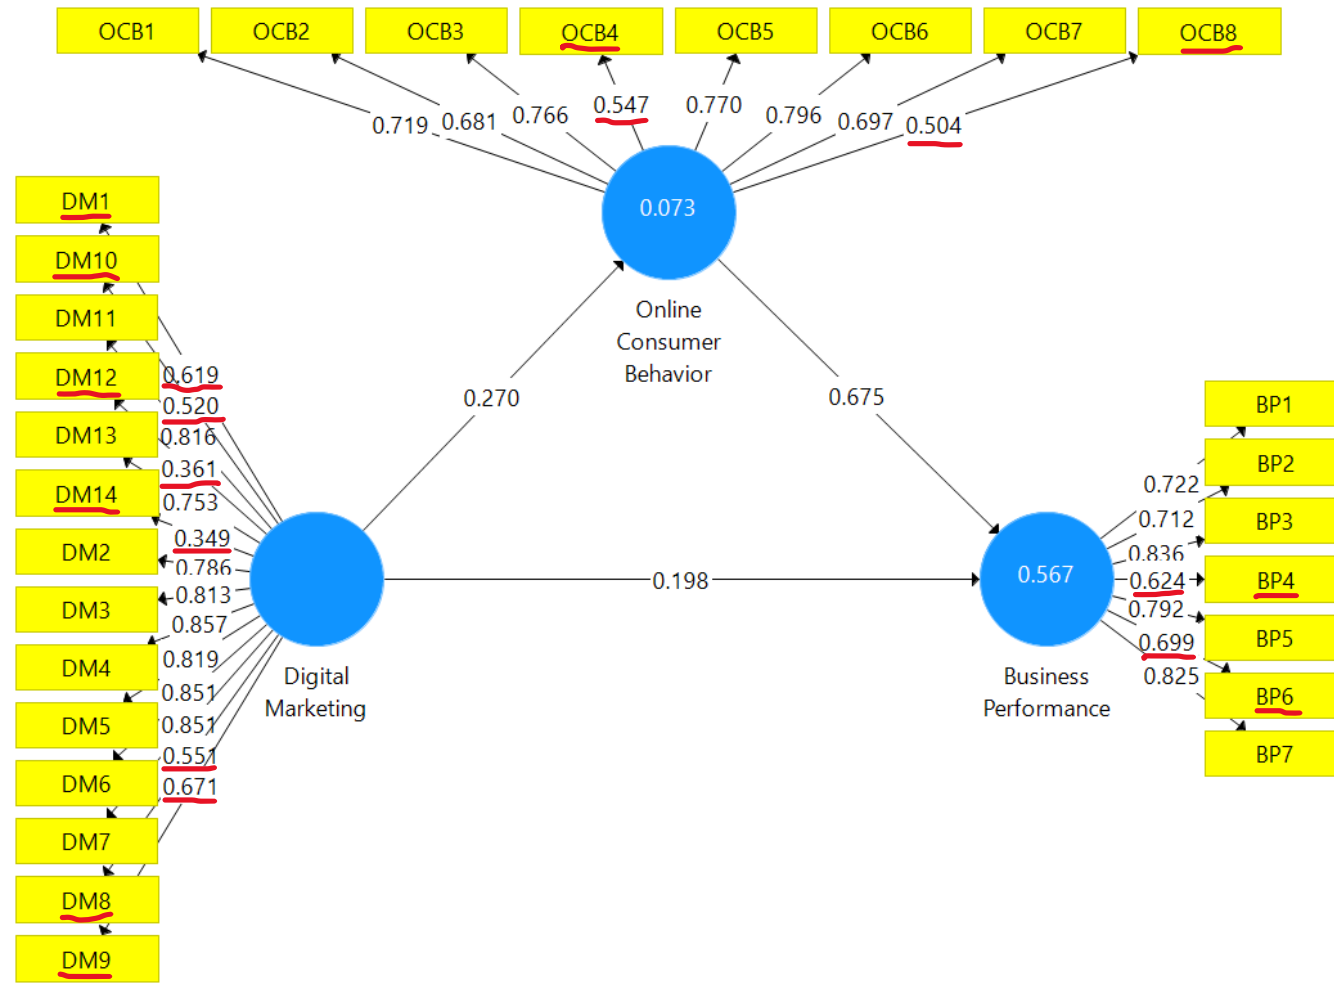 OCB1
OCB2
OCB3
OCB4
OCB5
OCB6
OCB7
OCB8
0.719
0.681
0.766
0.547
0.770
0.796
0.697
0.504
0.073
Online
Consumer
Behavior
DM1
DM10
DM11
DM12
DM13
DM14
DM2
DM3
DM4
DM5
DM6
DM7
DM8
DM9
0.619
0.520
0.816
0.361
0.753
0.349
0.786
0.813
0.857
0.819
0.851
0.851
0.551
0.671
Digital
Marketing
0.270
0.675
0.198
0.567
Business
Performance
0.722
0.712
0.836
0.624
0.792
0.699
0.825
BP1
BP2
BP3
BP4
BP5
BP6
BP7